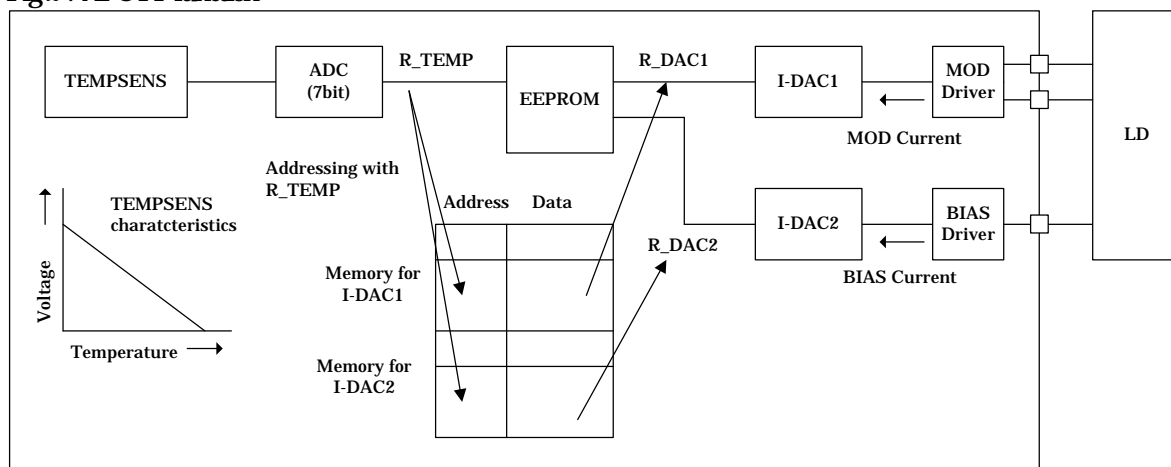 TEMPSENS
ADC
(7bit)
R_TEMP
EEPROM
R_DAC1
I-DAC1
MOD
Driver
MOD Current
LD
Addressing with
R_TEMP
TEMPSENS
charatcteristics
Voltage
Temperature
Address
Data
Memory for
I-DAC1
Memory for
I-DAC2
R_DAC2
I-DAC2
BIAS
Driver
BIAS Current